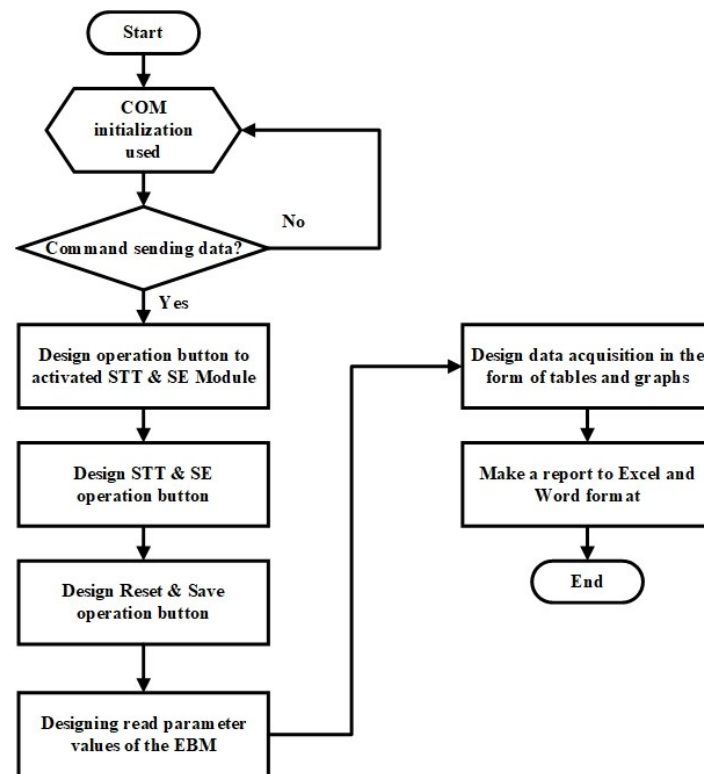 Start
COM
initialization
used
Command sending data?
No
Yes
Design operation button to
activated STT & SE Module
Design STT & SE
operation button
Design Reset & Save
operation button
Designing read parameter
values of the EBM
Design data acquisition in the
form of tables and graphs
Make a report to Excel and
Word format
End